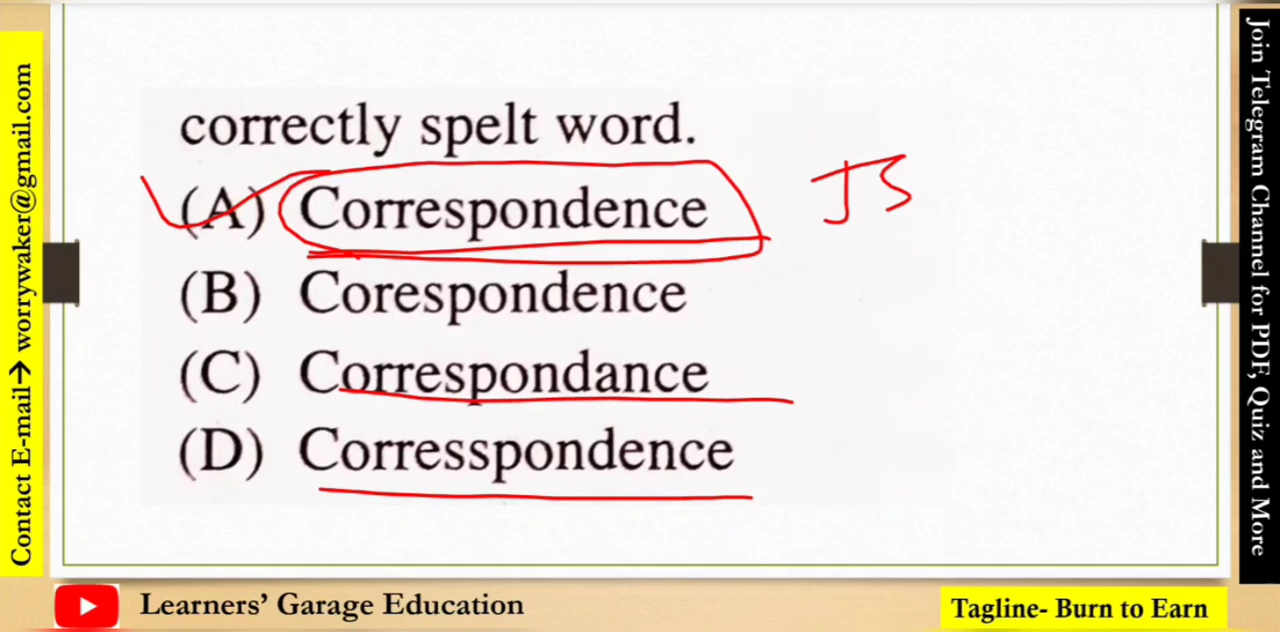 correctly spelt word.
(A) Correspondence
JS
(B) Corespondence
(C) Correspondance
(D) Corresspondence
Contact E-mail→ worrywaker@gmail.com
Join Telegram Channel for PDF, Quiz and More
Learners' Garage Education
Tagline- Burn to Earn